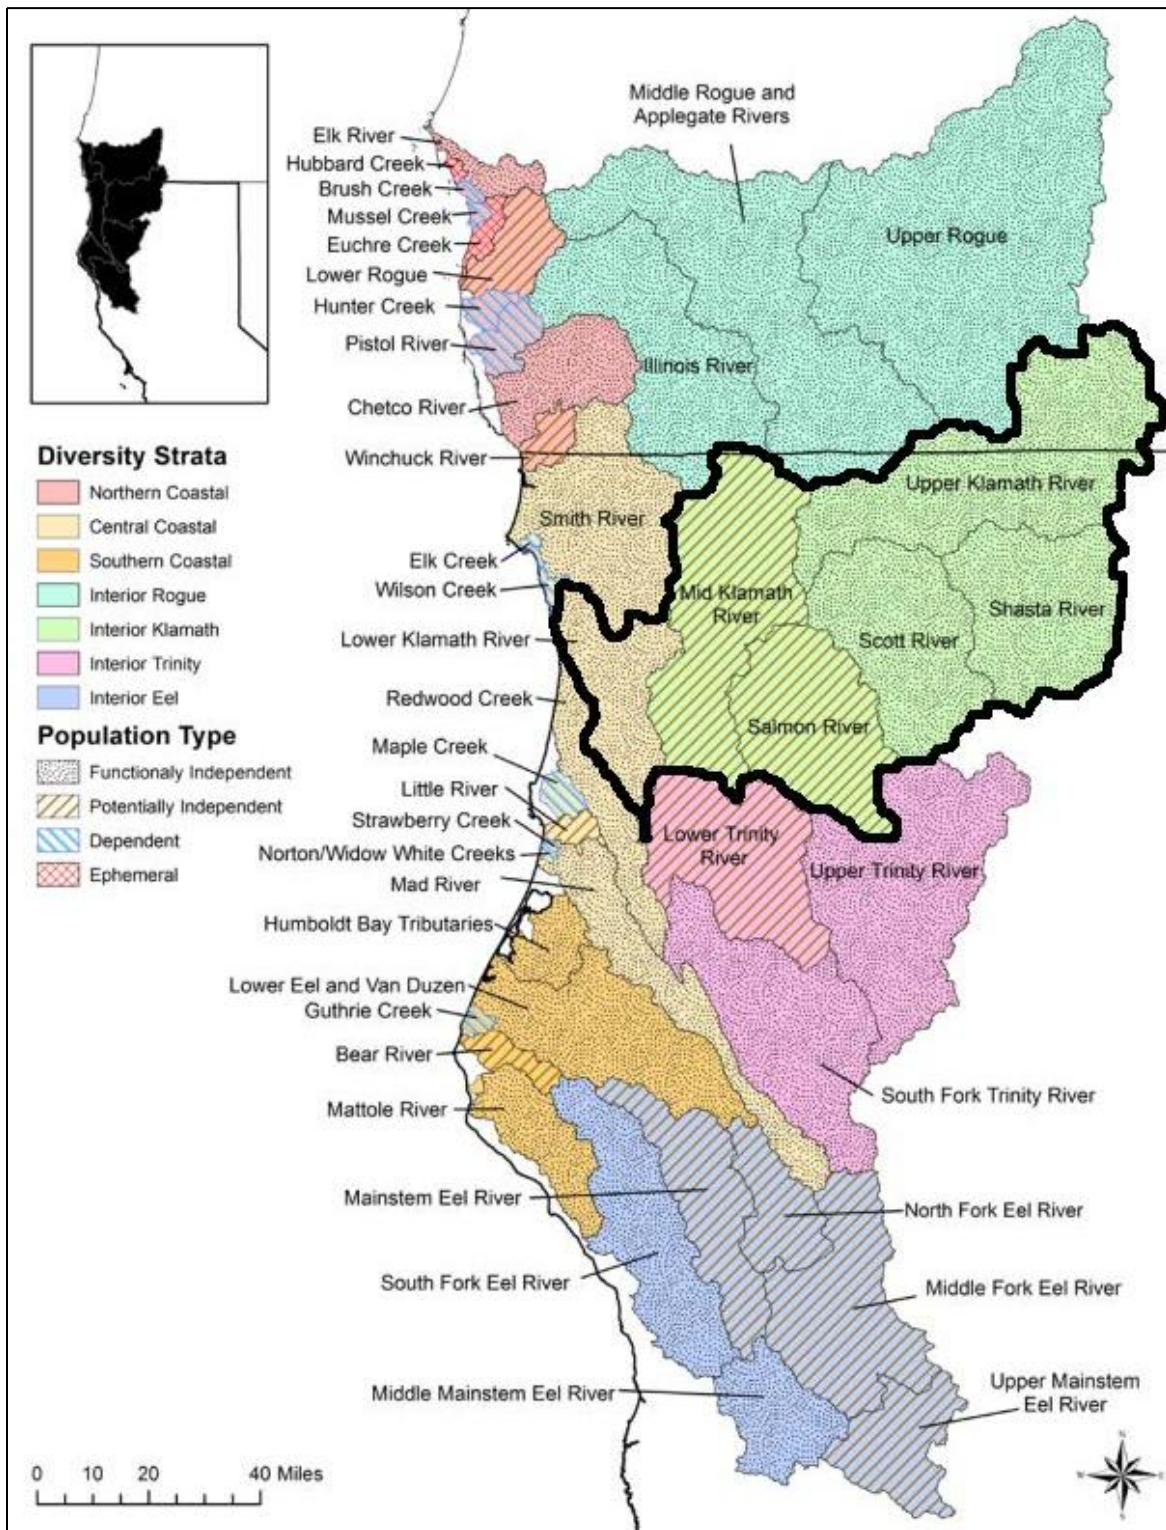 Middle Rogue and
Applegate Rivers
Elk River
Hubbard Creek
Brush Creek
Mussel Creek
Euchre Creek
Lower Rogue
Hunter Creek
Pistol River
Chetco River
Winchuck River
Upper Rogue
Illinois River
Diversity Strata
Northern Coastal
Central Coastal
Southern Coastal
Interior Rogue
Interior Klamath
Interior Trinity
Interior Eel
Population Type
Functionaly Independent
Potentially Independent
Dependent
Ephemeral
Smith River
Upper Klamath River
Elk Creek
Wilson Creek
Lower Klamath River
Redwood Creek
Maple Creek
Little River
Strawberry Creek
Norton/Widow White Creeks
Mad River
Humboldt Bay Tributaries
Lower Eel and Van Duzen
Guthrie Creek
Bear River
Mattole River
Mid Klamath
River
Scott River
Shasta River
Salmon River
Lower Trinity
River
Upper Trinity River
South Fork Trinity River
Mainstem Eel River
North Fork Eel River
South Fork Eel River
Middle Fork Eel River
Middle Mainstem Eel River
Upper Mainstem
Eel River
0 10 20 40 Miles
N
W E
S